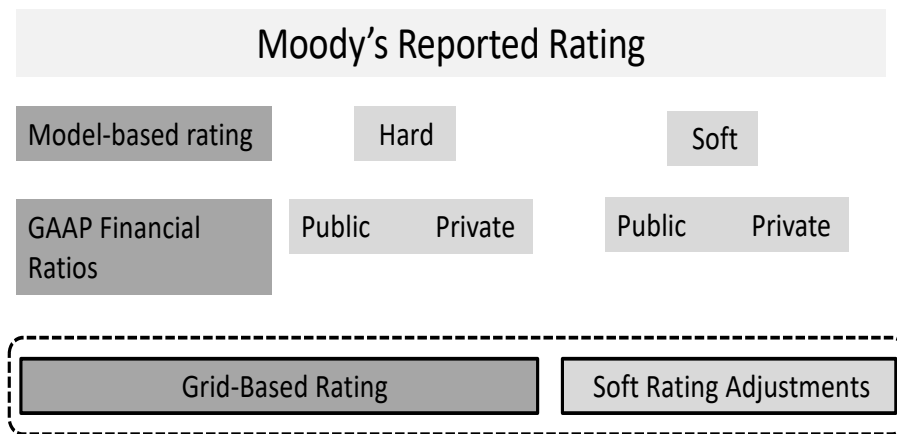 Moody’s Reported Rating
Model-based rating
Hard
Soft
GAAP Financial
Ratios
Public Private
Public Private
Grid-Based Rating
Soft Rating Adjustments